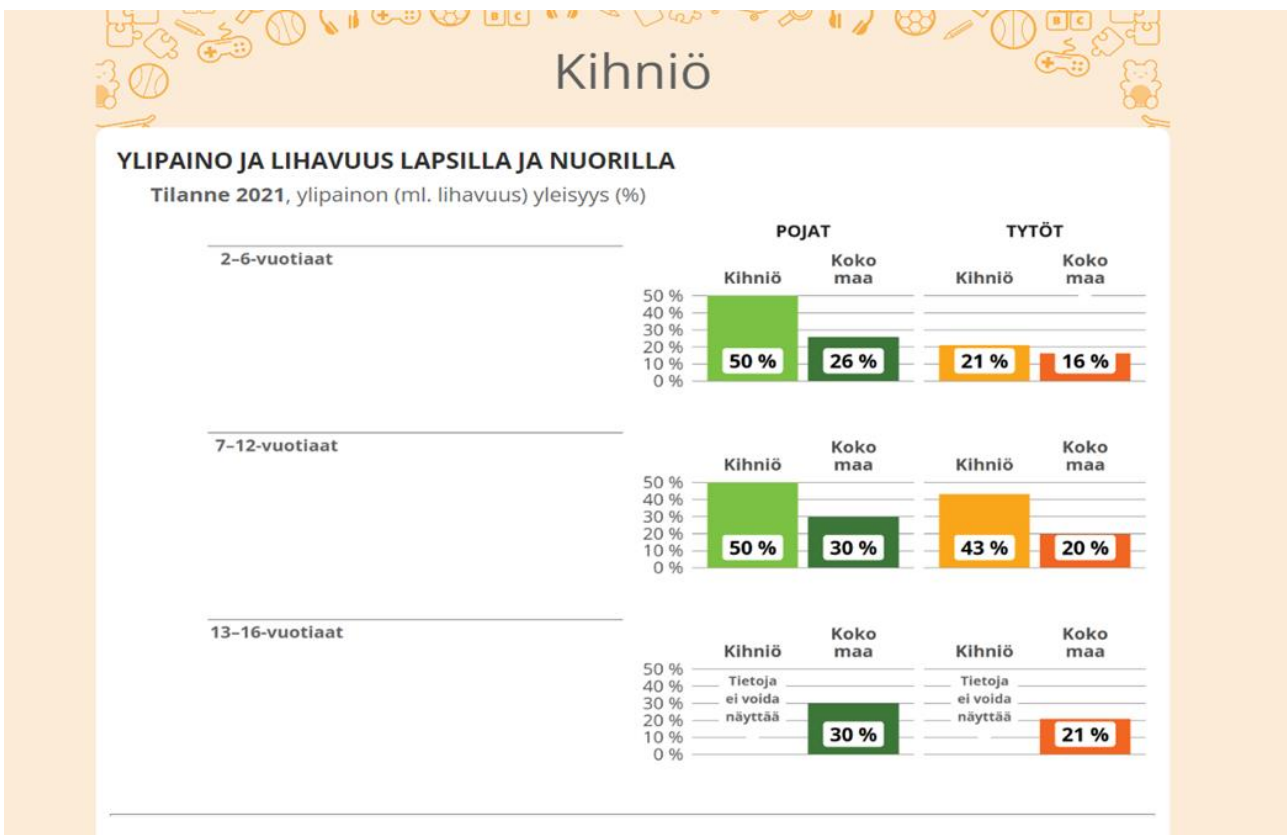 B C
B C
Kihniö
YLIPAINO JA LIHAVUUS LAPSILLA JA NUORILLA
Tilanne 2021, ylipainon (ml. lihavuus) yleisyys (%)
POJAT TYTÖT
2–6-vuotiaat
Kihniö Koko maa Kihniö Koko maa
50 %
40 %
30 %
20 %
10 %
0 %
50 % 26 % 21 % 16 %
7–12-vuotiaat
Kihniö Koko maa Kihniö Koko maa
50 %
40 %
30 %
20 %
10 %
0 %
50 % 30 % 43 % 20 %
13–16-vuotiaat
Kihniö Koko maa Kihniö Koko maa
50 %
40 %
30 %
20 %
10 %
0 %
Tietoja
ei voida
näyttää
30 %
Tietoja
ei voida
näyttää
21 %